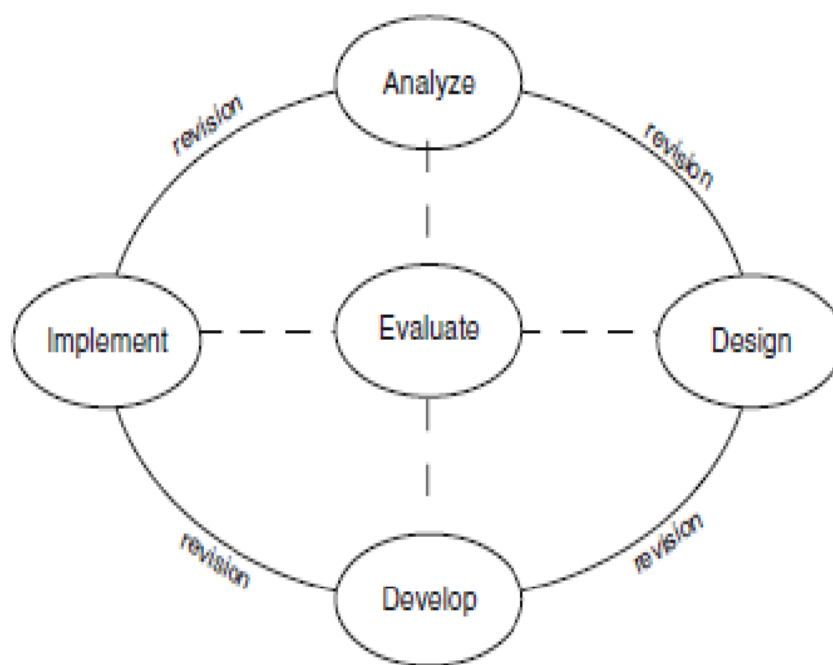 Analyze
revision
revision
Implement
Evaluate
Design
revision
revision
Develop